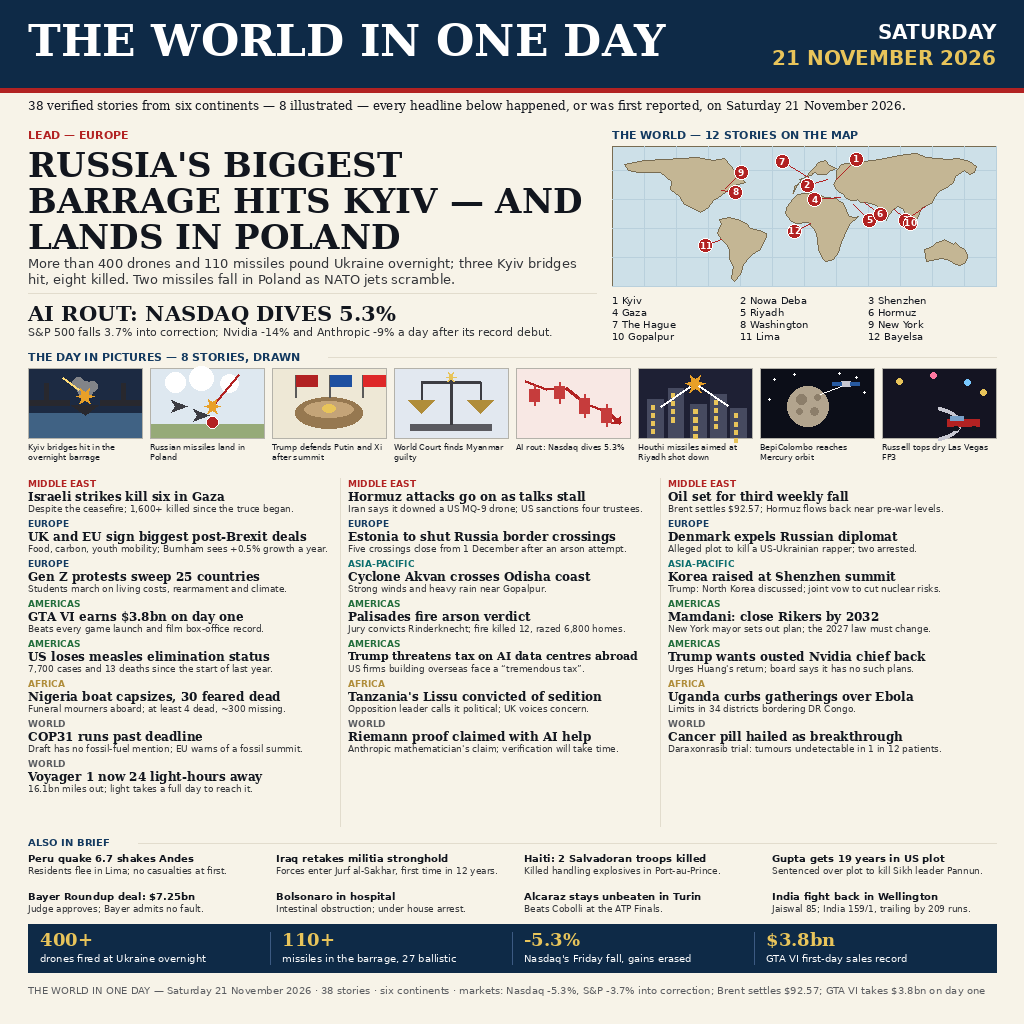 THE WORLD IN ONE DAY
SATURDAY
21 NOVEMBER 2026
38 verified stories from six continents — 8 illustrated — every headline below happened, or was first reported, on Saturday 21 November 2026.
LEAD — EUROPE
RUSSIA'S BIGGEST
BARRAGE HITS KYIV — AND
LANDS IN POLAND
More than 400 drones and 110 missiles pound Ukraine overnight; three Kyiv bridges
hit, eight killed. Two missiles fall in Poland as NATO jets scramble.
AI ROUT: NASDAQ DIVES 5.3%
S&P 500 falls 3.7% into correction; Nvidia -14% and Anthropic -9% a day after its record debut.
THE WORLD — 12 STORIES ON THE MAP
7
1
9
2
8
4
5
6
10
12
11
1 Kyiv
2 Nowa Deba
3 Shenzhen
4 Gaza
5 Riyadh
6 Hormuz
7 The Hague
8 Washington
9 New York
10 Gopalpur
11 Lima
12 Bayelsa
THE DAY IN PICTURES — 8 STORIES, DRAWN
Kyiv bridges hit in the
overnight barrage
Russian missiles land in
Poland
Trump defends Putin and Xi
after summit
World Court finds Myanmar
guilty
AI rout: Nasdaq dives 5.3%
Houthi missiles aimed at
Riyadh shot down
BepiColombo reaches
Mercury orbit
Russell tops dry Las Vegas
FP3
MIDDLE EAST
Israeli strikes kill six in Gaza
Despite the ceasefire; 1,600+ killed since the truce began.
EUROPE
UK and EU sign biggest post-Brexit deals
Food, carbon, youth mobility; Burnham sees +0.5% growth a year.
EUROPE
Gen Z protests sweep 25 countries
Students march on living costs, rearmament and climate.
AMERICAS
GTA VI earns $3.8bn on day one
Beats every game launch and film box-office record.
AMERICAS
US loses measles elimination status
7,700 cases and 13 deaths since the start of last year.
AFRICA
Nigeria boat capsizes, 30 feared dead
Funeral mourners aboard; at least 4 dead, ~300 missing.
WORLD
COP31 runs past deadline
Draft has no fossil-fuel mention; EU warns of a fossil summit.
WORLD
Voyager 1 now 24 light-hours away
16.1bn miles out; light takes a full day to reach it.
MIDDLE EAST
Hormuz attacks go on as talks stall
Iran says it downed a US MQ-9 drone; US sanctions four trustees.
EUROPE
Estonia to shut Russia border crossings
Five crossings close from 1 December after an arson attempt.
ASIA-PACIFIC
Cyclone Akvan crosses Odisha coast
Strong winds and heavy rain near Gopalpur.
AMERICAS
Palisades fire arson verdict
Jury convicts Rinderknecht; fire killed 12, razed 6,800 homes.
AMERICAS
Trump threatens tax on AI data centres abroad
US firms building overseas face a “tremendous tax”.
AFRICA
Tanzania's Lissu convicted of sedition
Opposition leader calls it political; UK voices concern.
WORLD
Riemann proof claimed with AI help
Anthropic mathematician's claim; verification will take time.
MIDDLE EAST
Oil set for third weekly fall
Brent settles $92.57; Hormuz flows back near pre-war levels.
EUROPE
Denmark expels Russian diplomat
Alleged plot to kill a US-Ukrainian rapper; two arrested.
ASIA-PACIFIC
Korea raised at Shenzhen summit
Trump: North Korea discussed; joint vow to cut nuclear risks.
AMERICAS
Mamdani: close Rikers by 2032
New York mayor sets out plan; the 2027 law must change.
AMERICAS
Trump wants ousted Nvidia chief back
Urges Huang's return; board says it has no such plans.
AFRICA
Uganda curbs gatherings over Ebola
Limits in 34 districts bordering DR Congo.
WORLD
Cancer pill hailed as breakthrough
Daraxonrasib trial: tumours undetectable in 1 in 12 patients.
ALSO IN BRIEF
Peru quake 6.7 shakes Andes
Residents flee in Lima; no casualties at first.
Iraq retakes militia stronghold
Forces enter Jurf al-Sakhar, first time in 12 years.
Haiti: 2 Salvadoran troops killed
Killed handling explosives in Port-au-Prince.
Gupta gets 19 years in US plot
Sentenced over plot to kill Sikh leader Pannun.
Bayer Roundup deal: $7.25bn
Judge approves; Bayer admits no fault.
Bolsonaro in hospital
Intestinal obstruction; under house arrest.
Alcaraz stays unbeaten in Turin
Beats Cobolli at the ATP Finals.
India fight back in Wellington
Jaiswal 85; India 159/1, trailing by 209 runs.
400+
drones fired at Ukraine overnight
110+
missiles in the barrage, 27 ballistic
-5.3%
Nasdaq's Friday fall, gains erased
$3.8bn
GTA VI first-day sales record
THE WORLD IN ONE DAY — Saturday 21 November 2026 · 38 stories · six continents · markets: Nasdaq -5.3%, S&P -3.7% into correction; Brent settles $92.57; GTA VI takes $3.8bn on day one